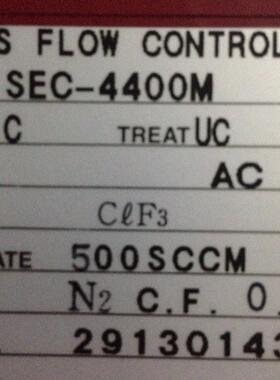 S FLOW CONTROL
SEC-4400M
C TREAT UC
AC
CℓF3
ATE 500SCCM
N2 C.F. 0.
2913014